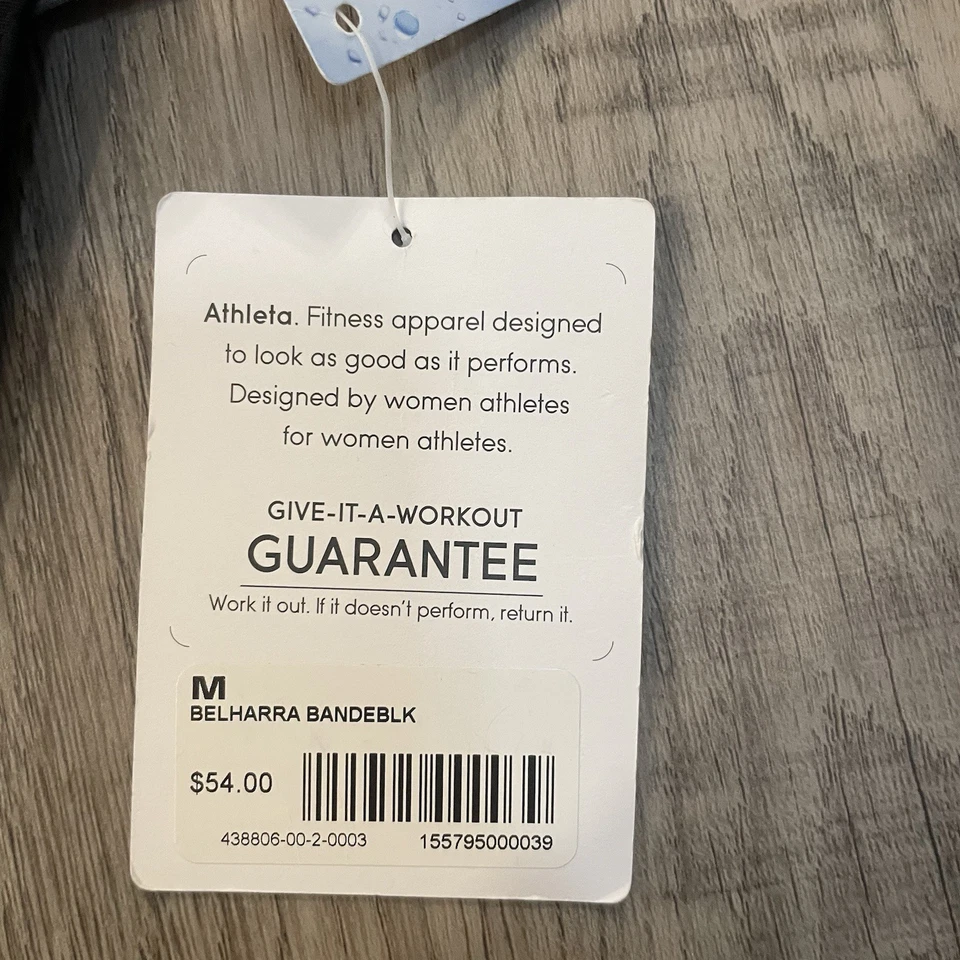 Athleta. Fitness apparel designed
to look as good as it performs.
Designed by women athletes
for women athletes.
GIVE-IT-A-WORKOUT
GUARANTEE
Work it out. If it doesn't perform, return it.
M
BELHARRA BANDEBLK
$54.00
438806-00-2-0003 155795000039